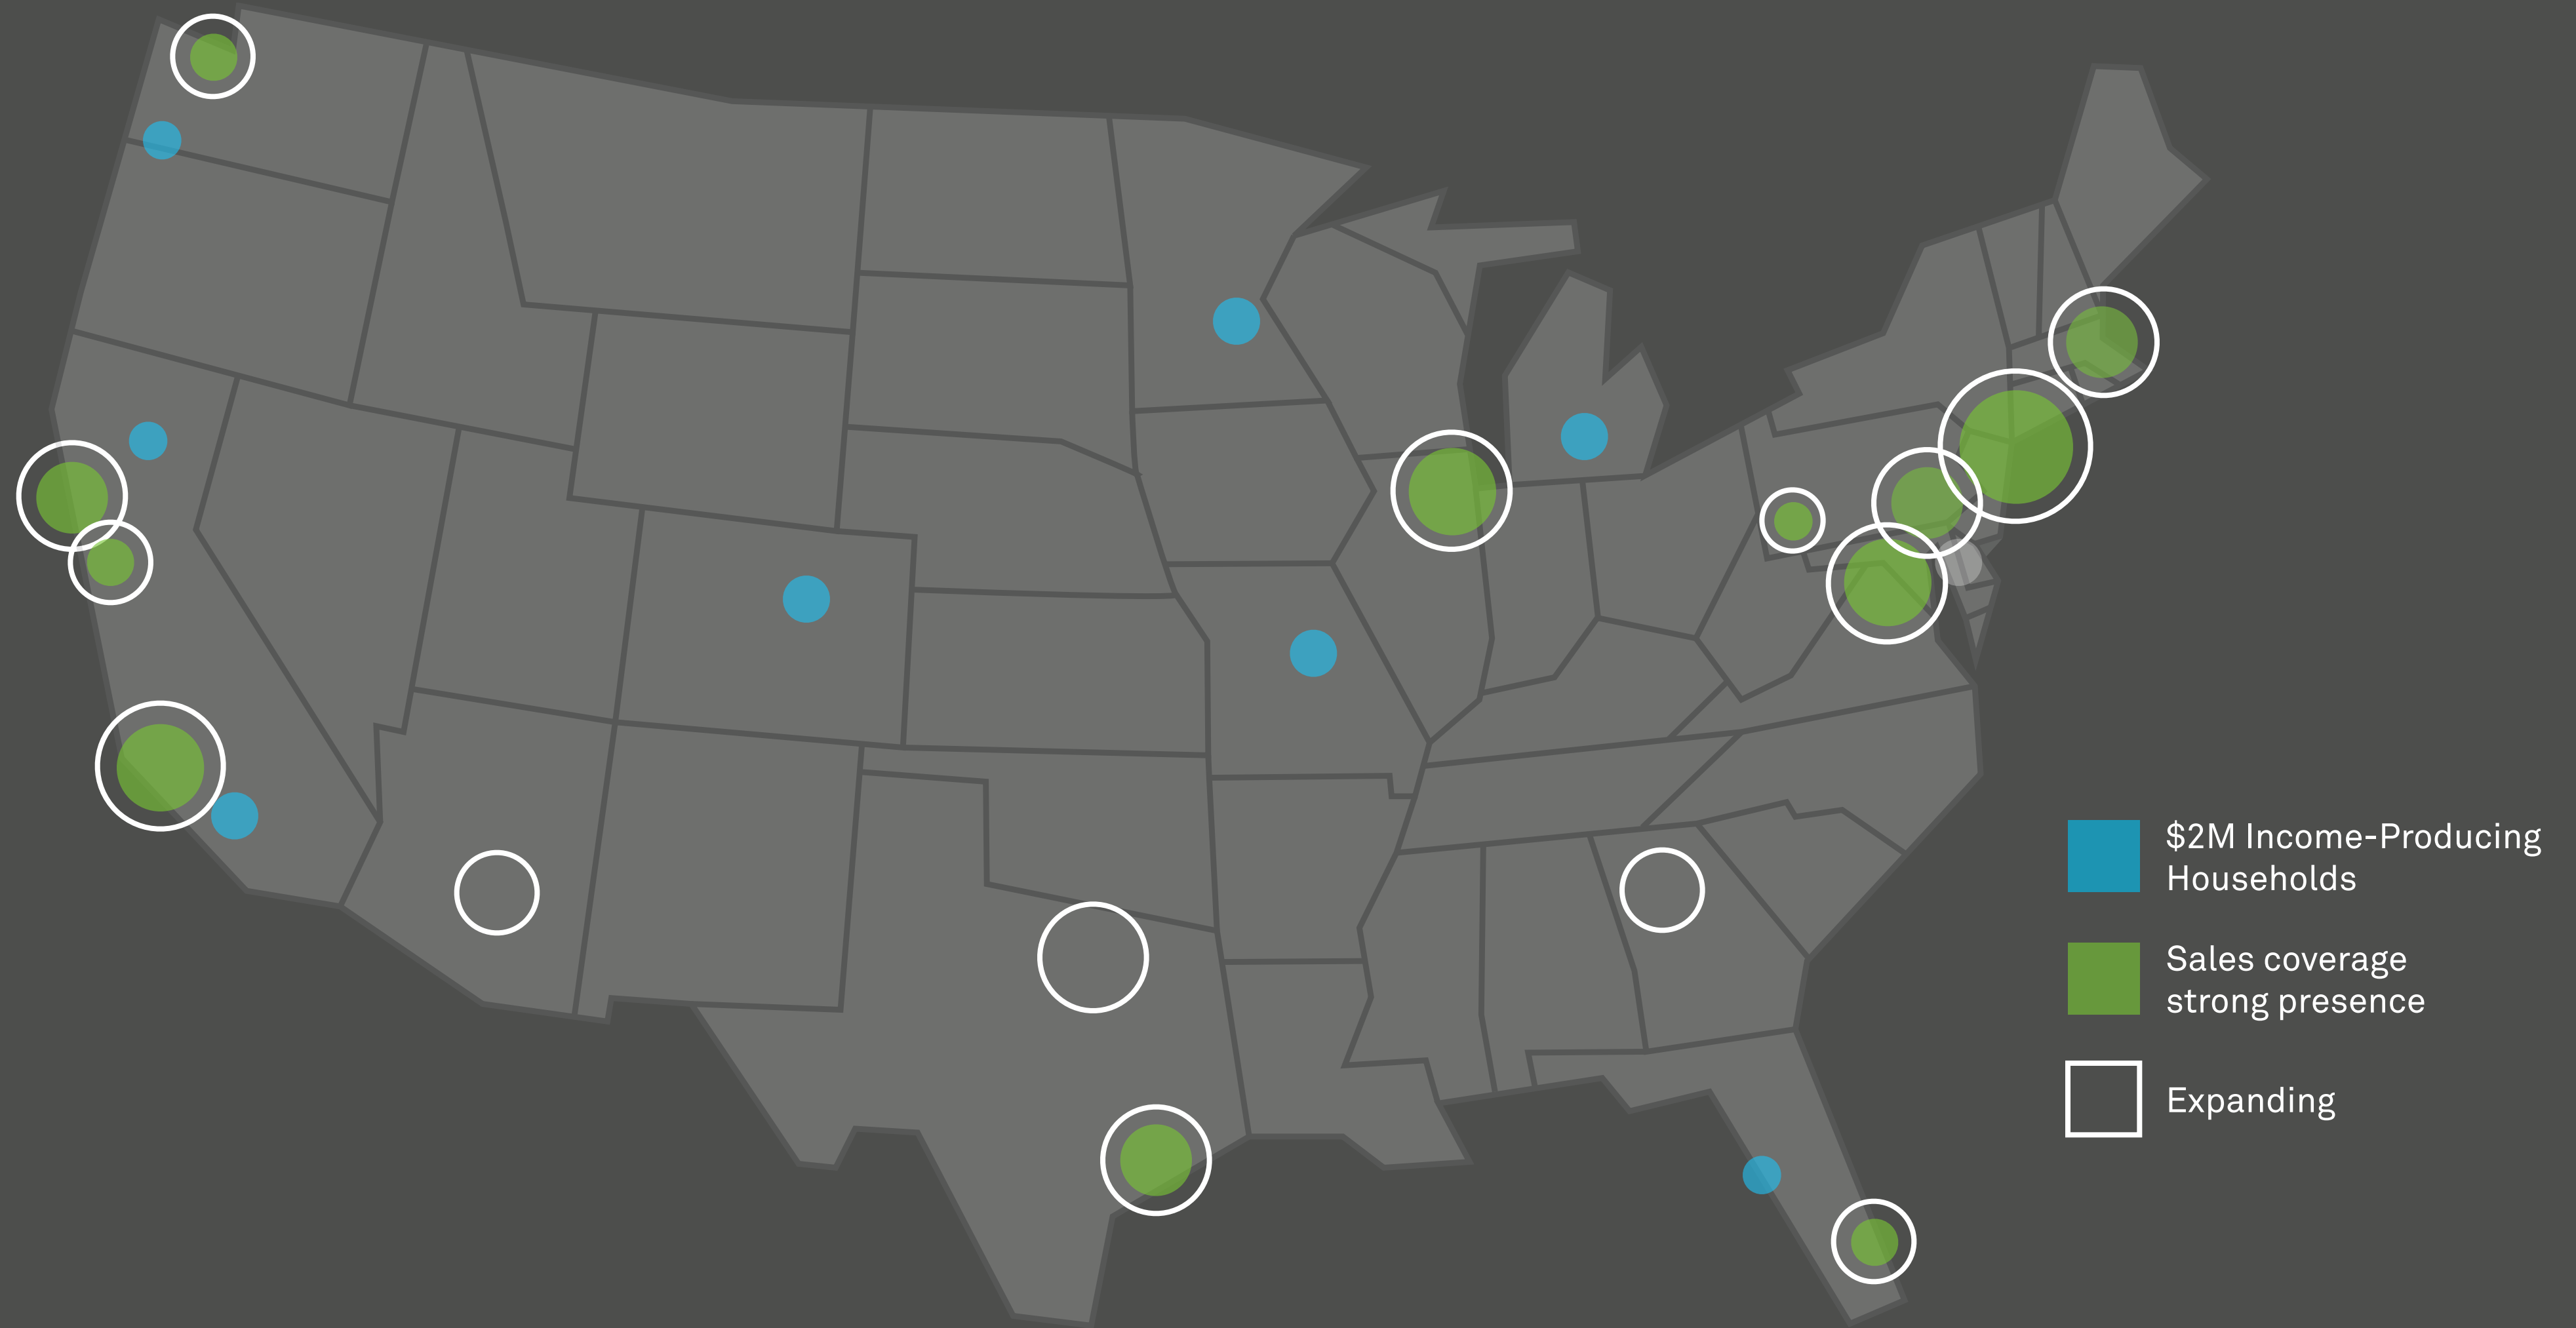 $2M Income-Producing
Households
Sales coverage
strong presence
Expanding